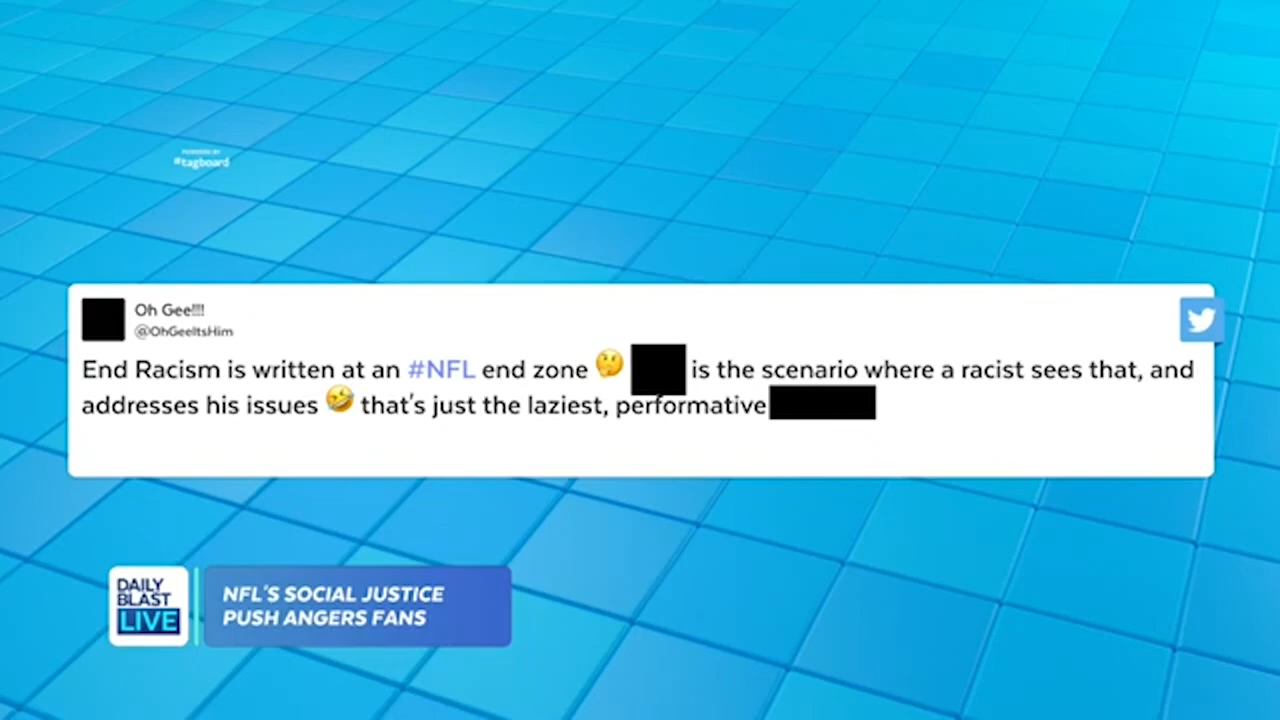 POWERED BY
#tagboard
Oh Gee!!!
@OhGeeItsHim
End Racism is written at an #NFL end zone 🤔 is the scenario where a racist sees that, and
addresses his issues 🤣 that's just the laziest, performative
DAILY
BLAST
LIVE
NFL'S SOCIAL JUSTICE
PUSH ANGERS FANS